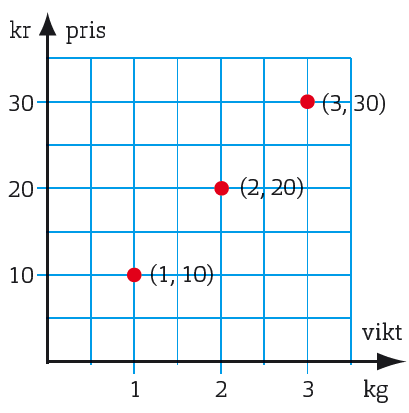 kr pris
30 (3, 30)
20 (2, 20)
10 (1, 10)
vikt
1 2 3 kg